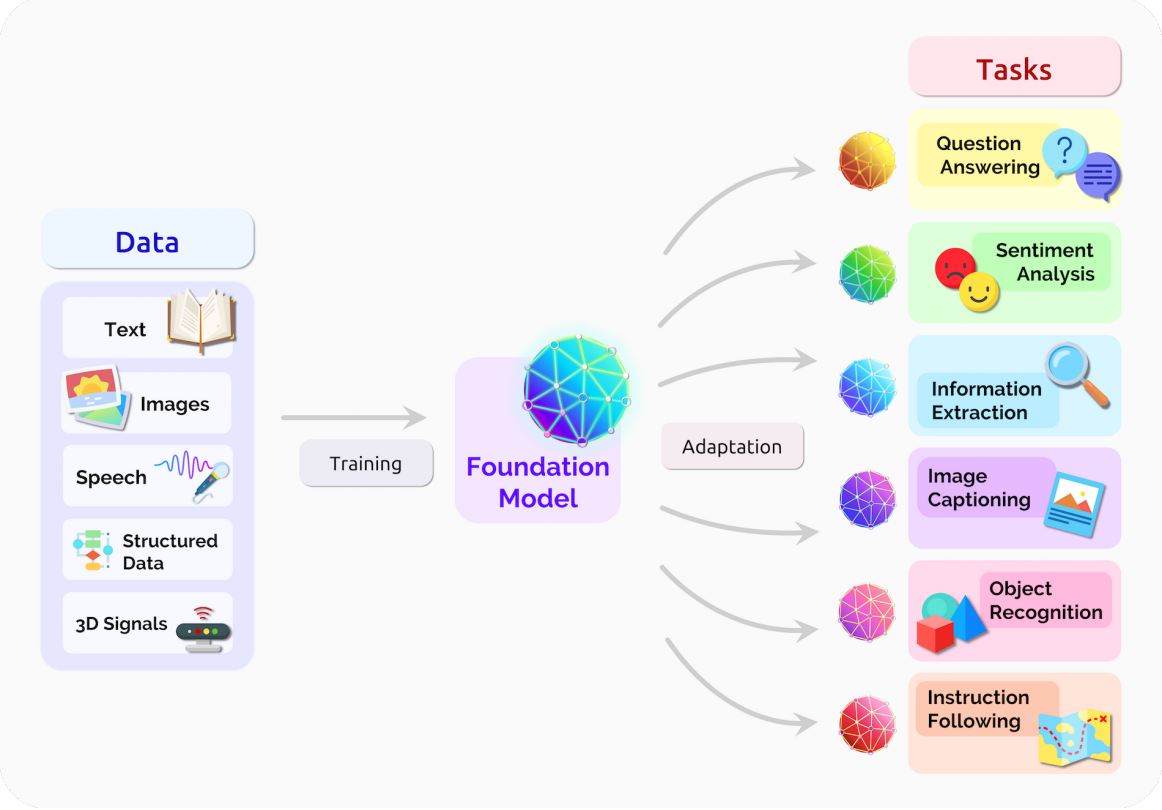 Tasks
Question
Answering
?
Sentiment
Analysis
Data
Text
Images
Speech
Structured
Data
3D Signals
Training
Foundation
Model
Adaptation
Information
Extraction
Image
Captioning
Object
Recognition
Instruction
Following